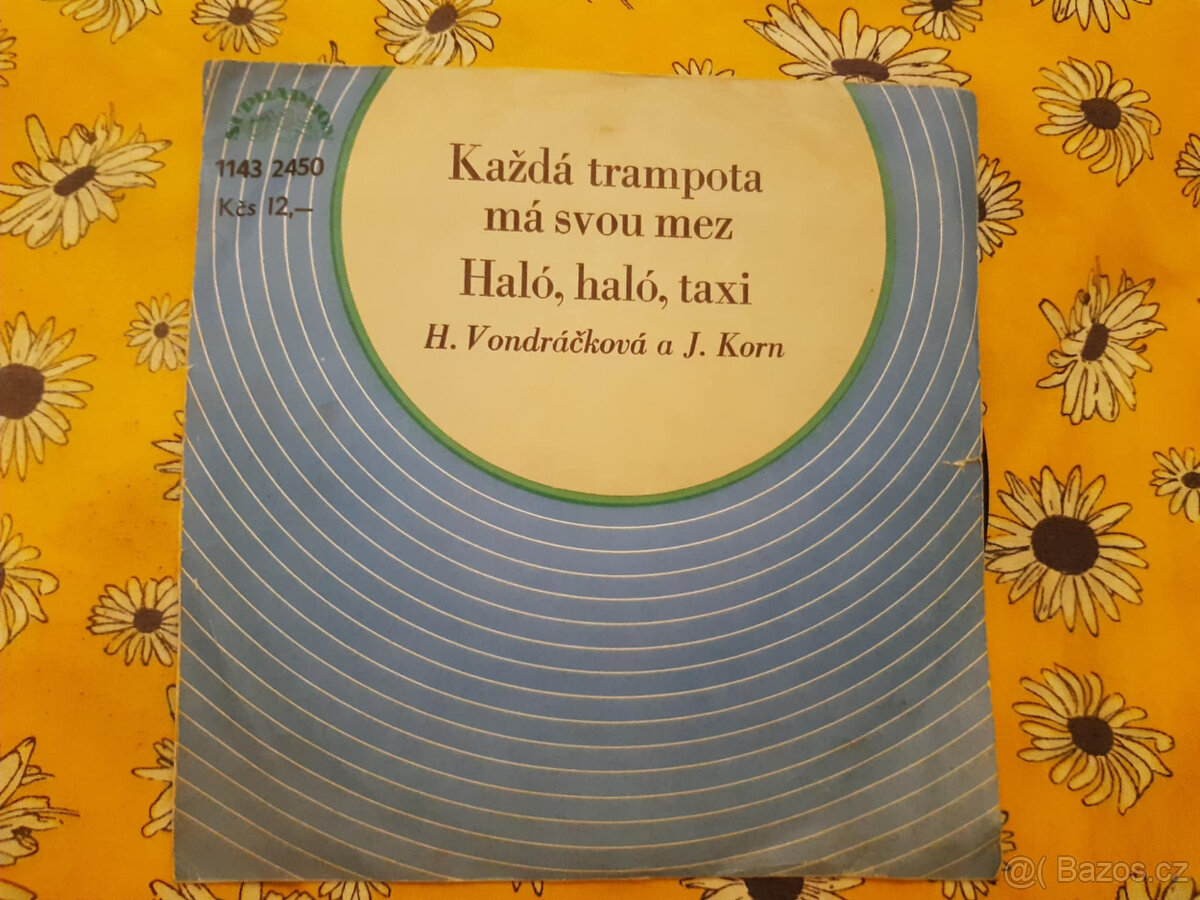 SUPRAPHON
1143 2450
Kčs 12,—
Každá trampota
má svou mez
Haló, haló, taxi
H. Vondráčková a J. Korn
@( Bazos.cz